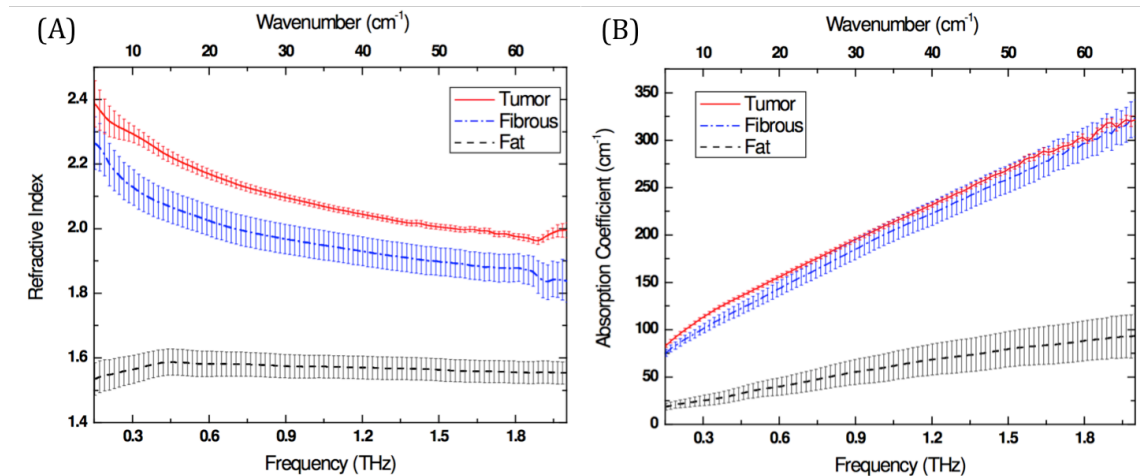 (A)
Wavenumber (cm⁻¹)
10 20 30 40 50 60
2.4
2.2
2.0
1.8
1.6
1.4
Refractive Index
Tumor
Fibrous
Fat
0.3 0.6 0.9 1.2 1.5 1.8
Frequency (THz)
(B)
Wavenumber (cm⁻¹)
10 20 30 40 50 60
350
300
250
200
150
100
50
0
Absorption Coefficient (cm⁻¹)
Tumor
Fibrous
Fat
0.3 0.6 0.9 1.2 1.5 1.8
Frequency (THz)